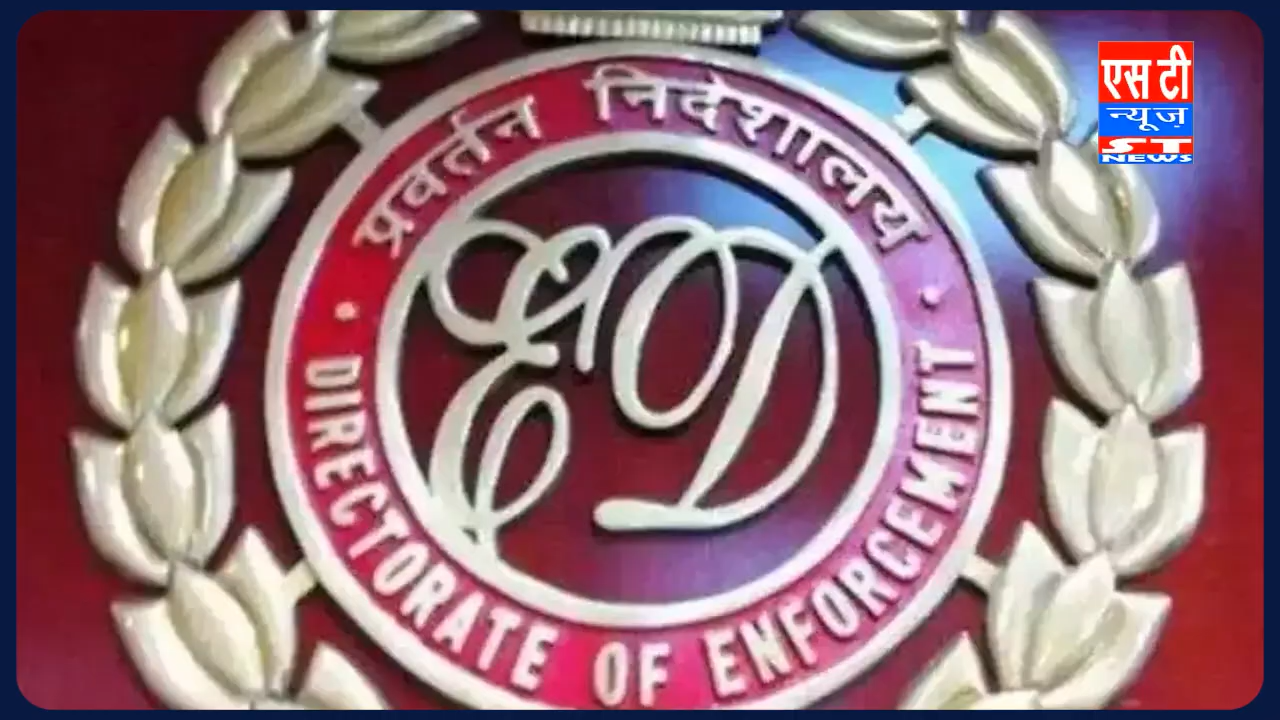 प्रवर्तन निदेशालय
ED
DIRECTORATE OF ENFORCEMENT
एस टी
न्यूज़
ST
NEWS